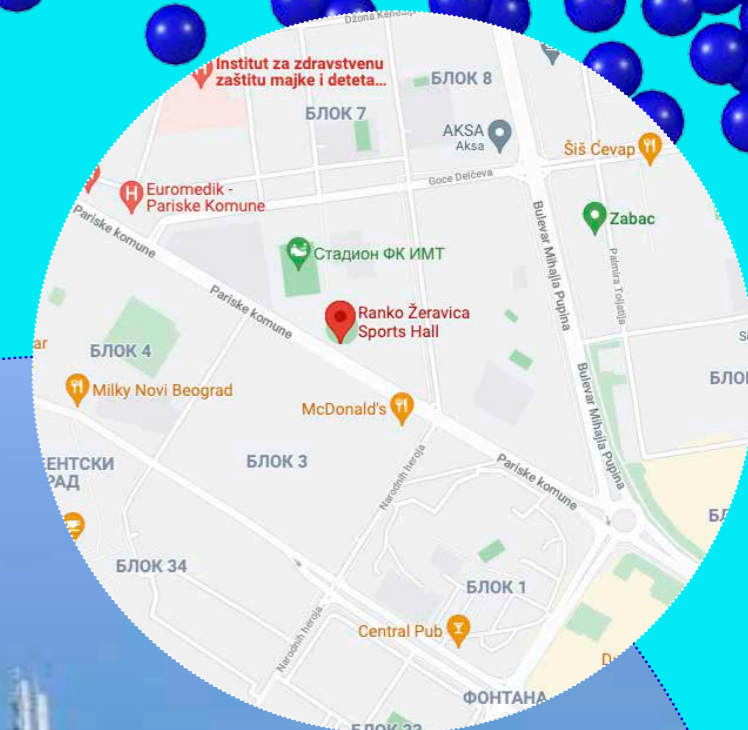 Džona Kenedija
Institut za zdravstvenu
zaštitu majke i deteta...
БЛОК 8
БЛОК 7
AKSA
Aksa
Šiš Ćevap
Goce Delčeva
Euromedik -
Pariske Komune
Pariske komune
Bulevar Mihajla Pupina
Zabac
Palmira Toljatija
Стадион ФК ИМТ
Pariske komune
Ranko Žeravica
Sports Hall
БЛОК 4
Milky Novi Beograd
McDonald's
Bulevar Mihajla Pupina
БЛОК 3
Narodnih heroja
Pariske komune
БЛОК 34
БЛОК 1
Central Pub
Narodnih heroja
ФОНТАНА
БЛОК 33